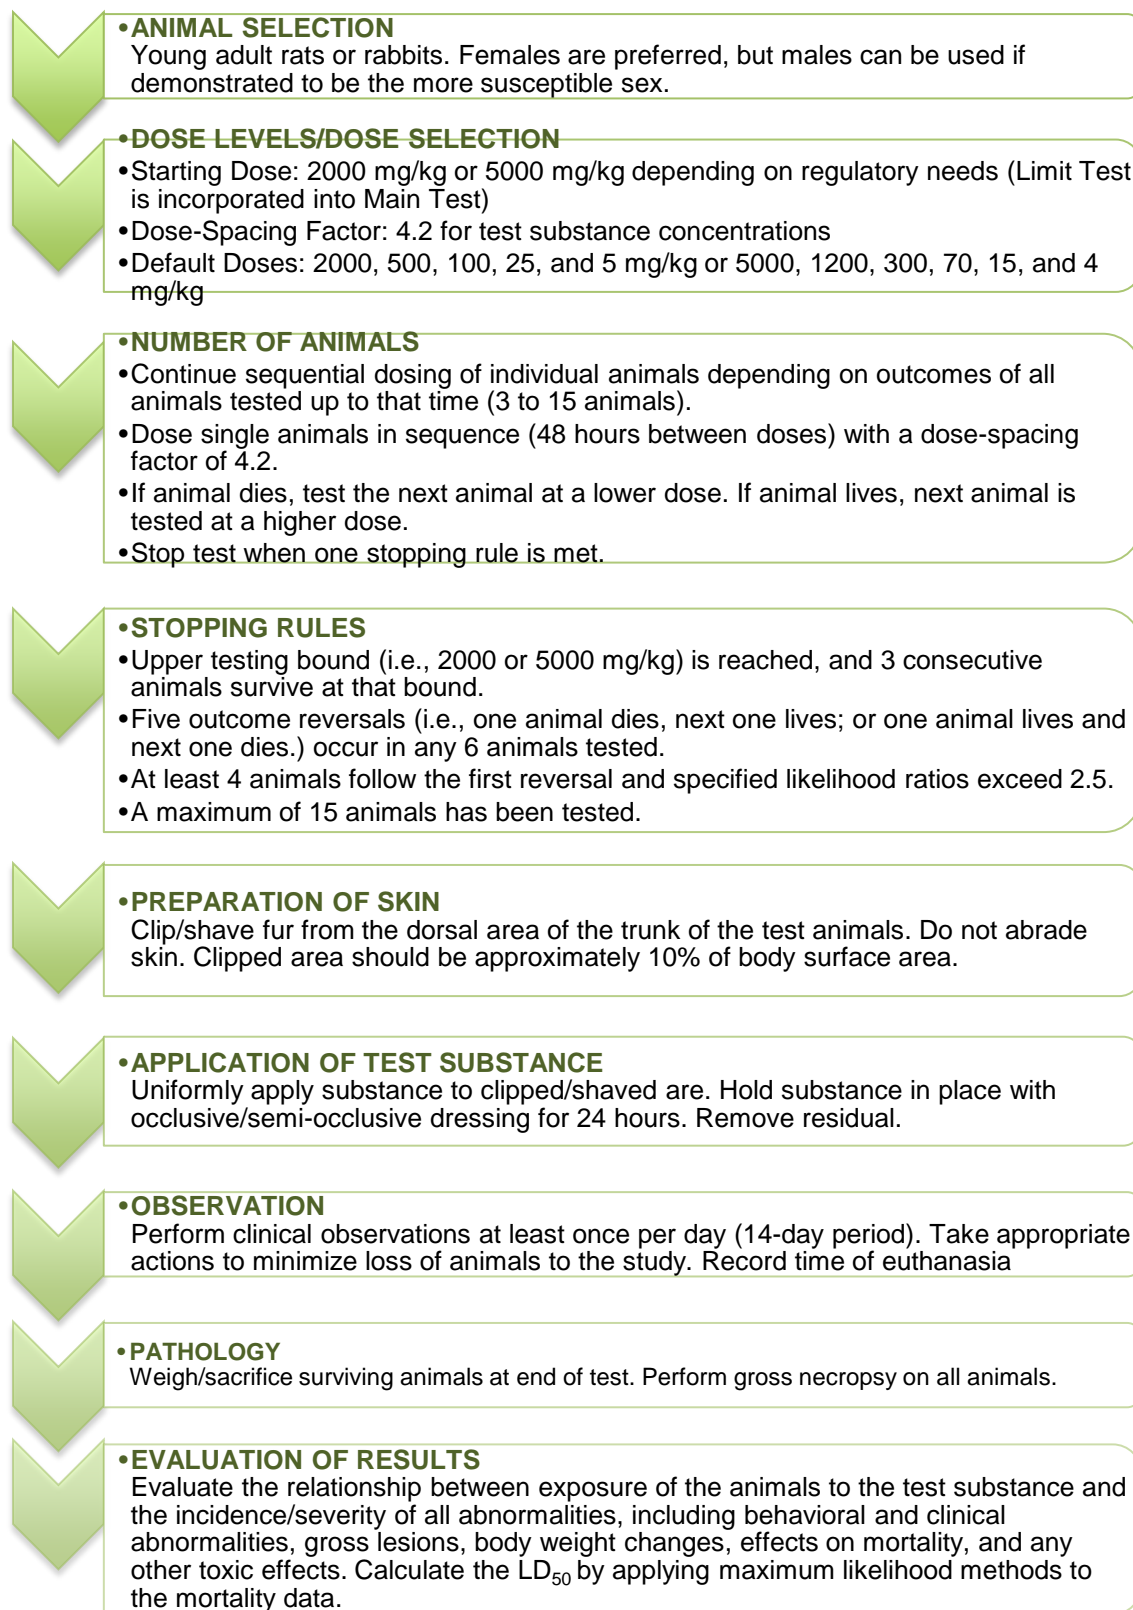 •ANIMAL SELECTION
Young adult rats or rabbits. Females are preferred, but males can be used if
demonstrated to be the more susceptible sex.
•DOSE LEVELS/DOSE SELECTION
•Starting Dose: 2000 mg/kg or 5000 mg/kg depending on regulatory needs (Limit Test
is incorporated into Main Test)
•Dose-Spacing Factor: 4.2 for test substance concentrations
•Default Doses: 2000, 500, 100, 25, and 5 mg/kg or 5000, 1200, 300, 70, 15, and 4
mg/kg
•NUMBER OF ANIMALS
•Continue sequential dosing of individual animals depending on outcomes of all
animals tested up to that time (3 to 15 animals).
•Dose single animals in sequence (48 hours between doses) with a dose-spacing
factor of 4.2.
•If animal dies, test the next animal at a lower dose. If animal lives, next animal is
tested at a higher dose.
•Stop test when one stopping rule is met.
•STOPPING RULES
•Upper testing bound (i.e., 2000 or 5000 mg/kg) is reached, and 3 consecutive
animals survive at that bound.
•Five outcome reversals (i.e., one animal dies, next one lives; or one animal lives and
next one dies.) occur in any 6 animals tested.
•At least 4 animals follow the first reversal and specified likelihood ratios exceed 2.5.
•A maximum of 15 animals has been tested.
•PREPARATION OF SKIN
Clip/shave fur from the dorsal area of the trunk of the test animals. Do not abrade
skin. Clipped area should be approximately 10% of body surface area.
•APPLICATION OF TEST SUBSTANCE
Uniformly apply substance to clipped/shaved are. Hold substance in place with
occlusive/semi-occlusive dressing for 24 hours. Remove residual.
•OBSERVATION
Perform clinical observations at least once per day (14-day period). Take appropriate
actions to minimize loss of animals to the study. Record time of euthanasia
•PATHOLOGY
Weigh/sacrifice surviving animals at end of test. Perform gross necropsy on all animals.
•EVALUATION OF RESULTS
Evaluate the relationship between exposure of the animals to the test substance and
the incidence/severity of all abnormalities, including behavioral and clinical
abnormalities, gross lesions, body weight changes, effects on mortality, and any
other toxic effects. Calculate the LD50 by applying maximum likelihood methods to
the mortality data.